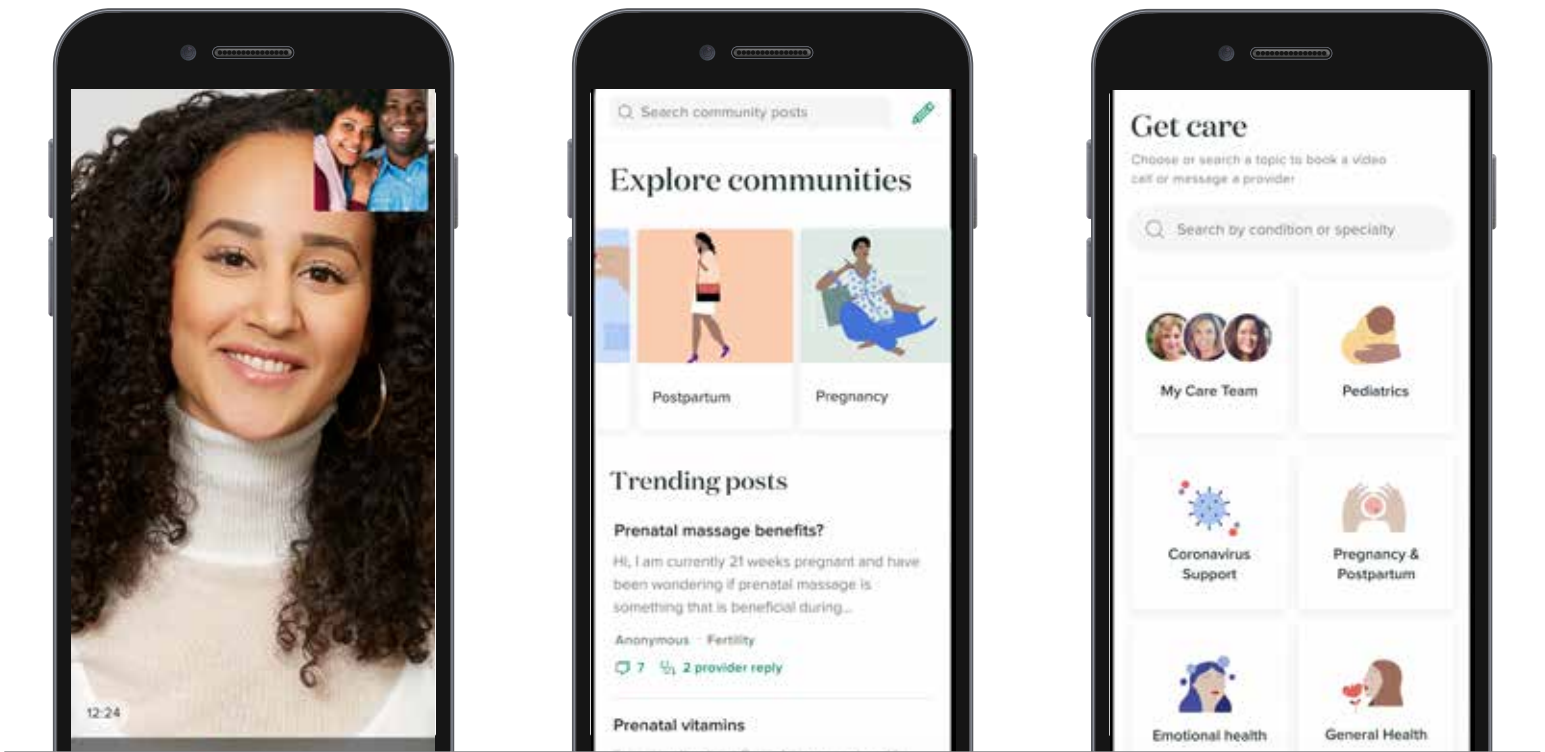 12:24
Search community posts
Explore communities
Postpartum
Pregnancy
Trending posts
Prenatal massage benefits?
Hi, I am currently 21 weeks pregnant and have
been wondering if prenatal massage is
something that is beneficial during...
Anonymous · Fertility
7 2 provider reply
Prenatal vitamins
Get care
Choose or search a topic to book a video
call or message a provider
Search by condition or specialty
My Care Team
Pediatrics
Coronavirus
Support
Pregnancy &
Postpartum
Emotional health
General Health